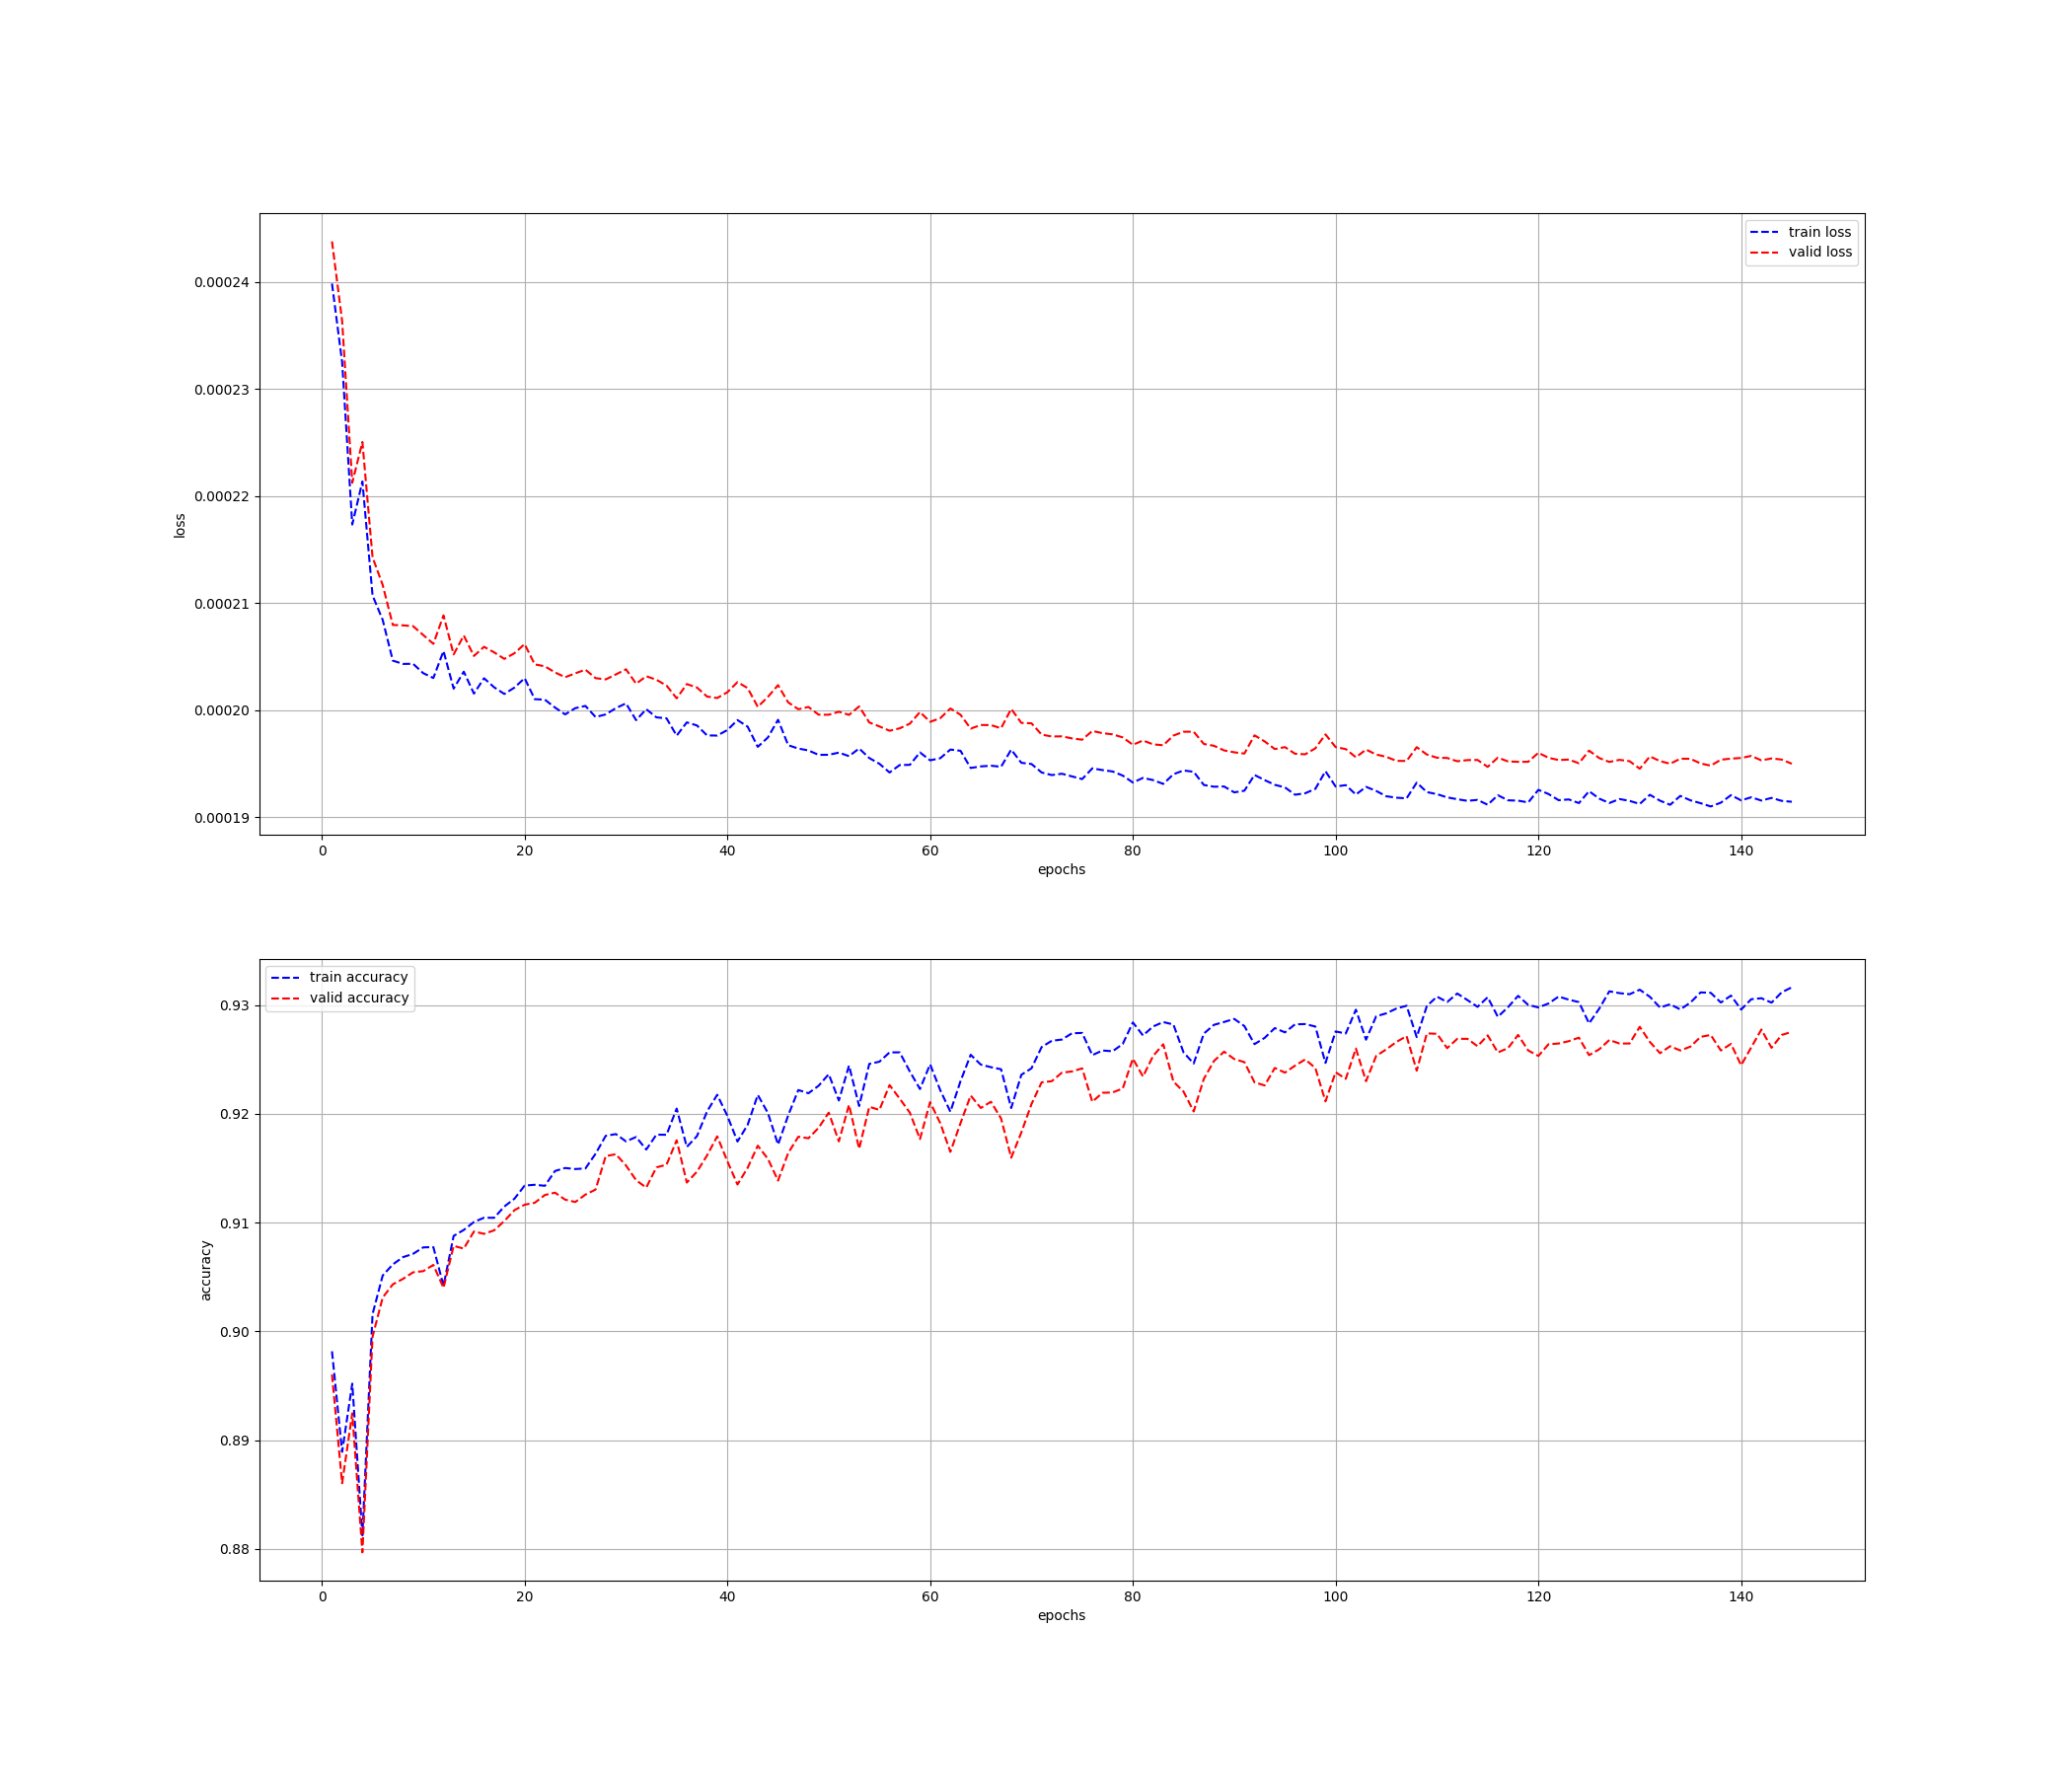 train loss
valid loss
0.00024
0.00023
0.00022
0.00021
0.00020
0.00019
loss
0 20 40 60 80 100 120 140
epochs
train accuracy
valid accuracy
0.93
0.92
0.91
0.90
0.89
0.88
accuracy
0 20 40 60 80 100 120 140
epochs